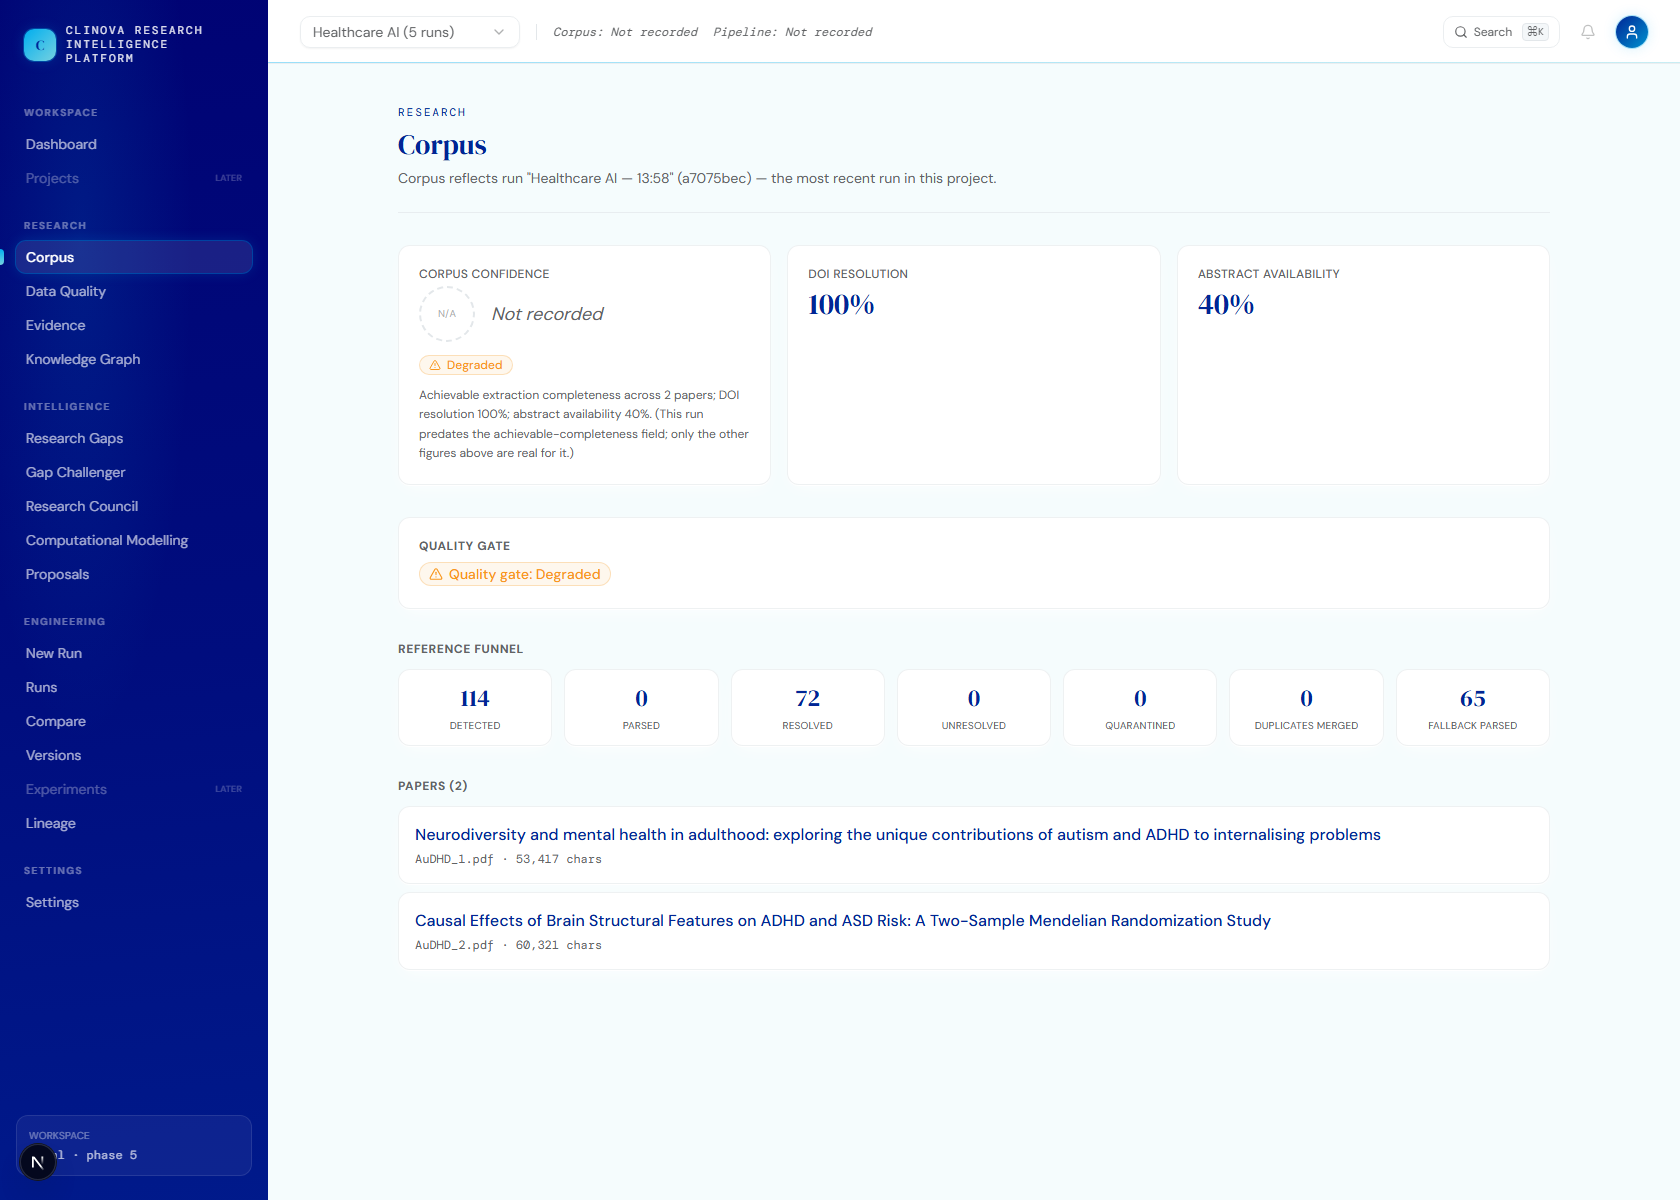 C
CLINOVA RESEARCH
INTELLIGENCE
PLATFORM
WORKSPACE
Dashboard
Projects LATER
RESEARCH
Corpus
Data Quality
Evidence
Knowledge Graph
INTELLIGENCE
Research Gaps
Gap Challenger
Research Council
Computational Modelling
Proposals
ENGINEERING
New Run
Runs
Compare
Versions
Experiments LATER
Lineage
SETTINGS
Settings
WORKSPACE
· phase 5
N
Healthcare AI (5 runs)
Corpus: Not recorded Pipeline: Not recorded
Search ⌘K
RESEARCH
Corpus
Corpus reflects run "Healthcare AI — 13:58" (a7075bec) — the most recent run in this project.
CORPUS CONFIDENCE
N/A
Not recorded
Degraded
Achievable extraction completeness across 2 papers; DOI
resolution 100%; abstract availability 40%. (This run
predates the achievable-completeness field; only the other
figures above are real for it.)
DOI RESOLUTION
100%
ABSTRACT AVAILABILITY
40%
QUALITY GATE
Quality gate: Degraded
REFERENCE FUNNEL
114
DETECTED
0
PARSED
72
RESOLVED
0
UNRESOLVED
0
QUARANTINED
0
DUPLICATES MERGED
65
FALLBACK PARSED
PAPERS (2)
Neurodiversity and mental health in adulthood: exploring the unique contributions of autism and ADHD to internalising problems
AuDHD_1.pdf · 53,417 chars
Causal Effects of Brain Structural Features on ADHD and ASD Risk: A Two-Sample Mendelian Randomization Study
AuDHD_2.pdf · 60,321 chars